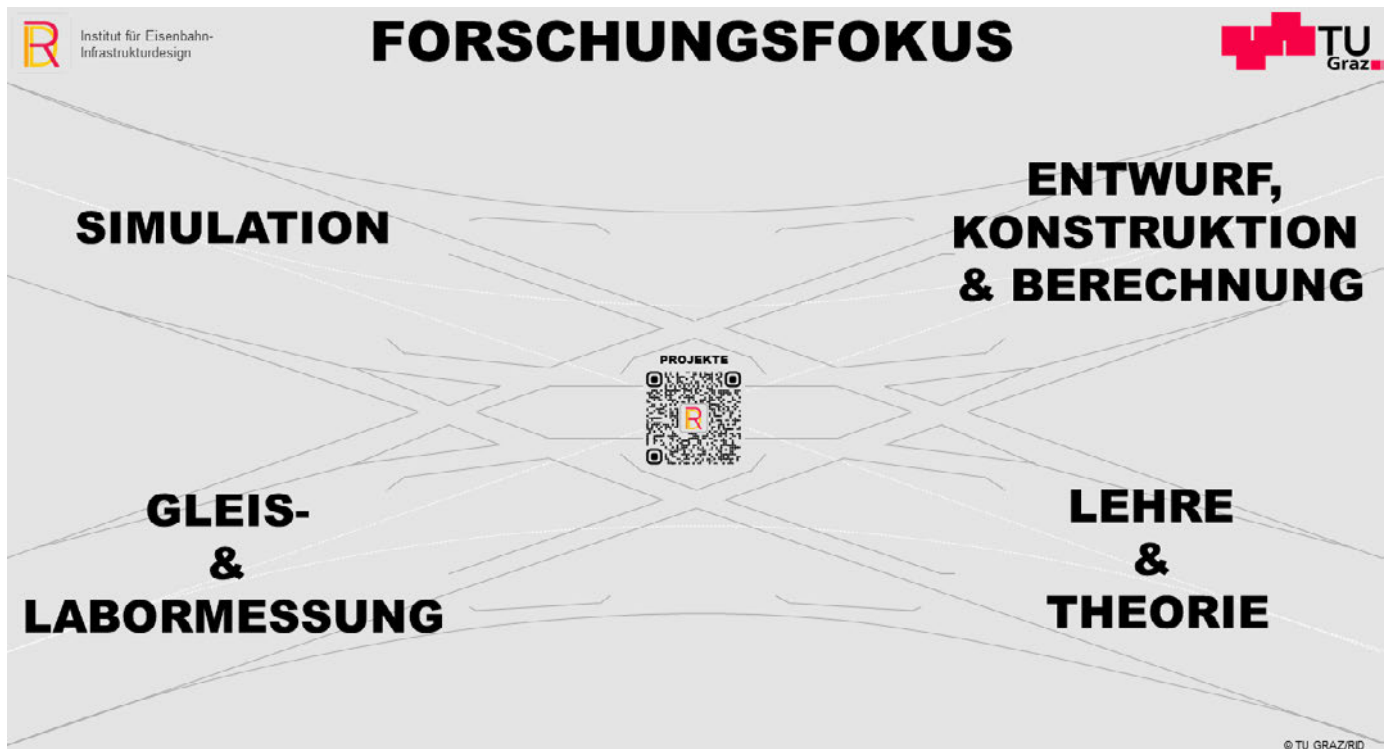 Institut für Eisenbahn-
Infrastrukturdesign
FORSCHUNGSFOKUS
TU
Graz
SIMULATION
ENTWURF,
KONSTRUKTION
& BERECHNUNG
PROJEKTE
GLEIS-
&
LABORMESSUNG
LEHRE
&
THEORIE
© TU GRAZ/RID